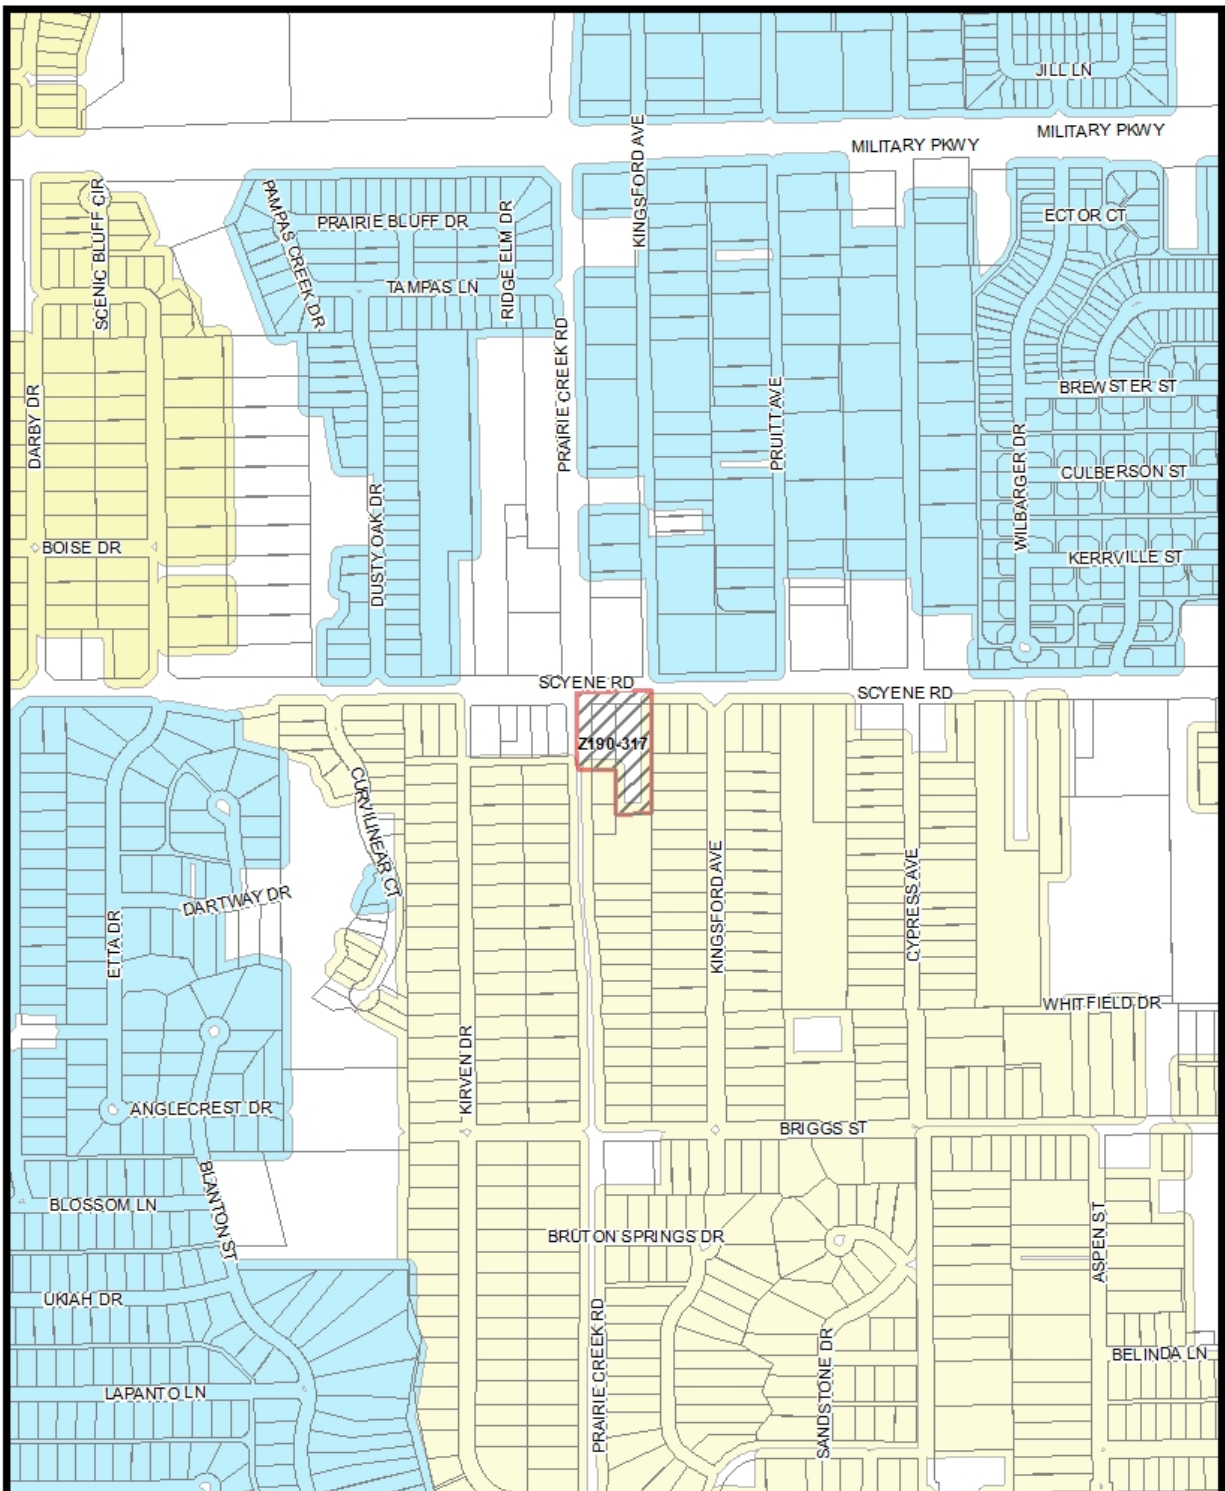 JILL LN
MILITARY PKWY
MILITARY PKWY
KINGSFORD AVE
SCENIC BLUFF CIR
PAMPAS CREEK DR
PRAIRIE BLUFF DR
RIDGE ELM DR
ECTOR CT
TAMPAS LN
PRAIRIE CREEK RD
DARBY DR
PRUITT AVE
BREWSTER ST
WILBARGER DR
CULBERSON ST
DUSTY OAK DR
BOISE DR
KERRVILLE ST
SCYENE RD
SCYENE RD
Z190-317
CURVILINEAR CT
DARTWAY DR
ETTA DR
KINGSFORD AVE
CYPRESS AVE
WHITFIELD DR
KIRVEN DR
ANGLECREST DR
BRIGGS ST
BLANTON ST
BLOSSOM LN
BRUTON SPRINGS DR
ASPEN ST
UKIAH DR
PRAIRIE CREEK RD
SANDSTONE DR
BELINDA LN
LAPANTO LN